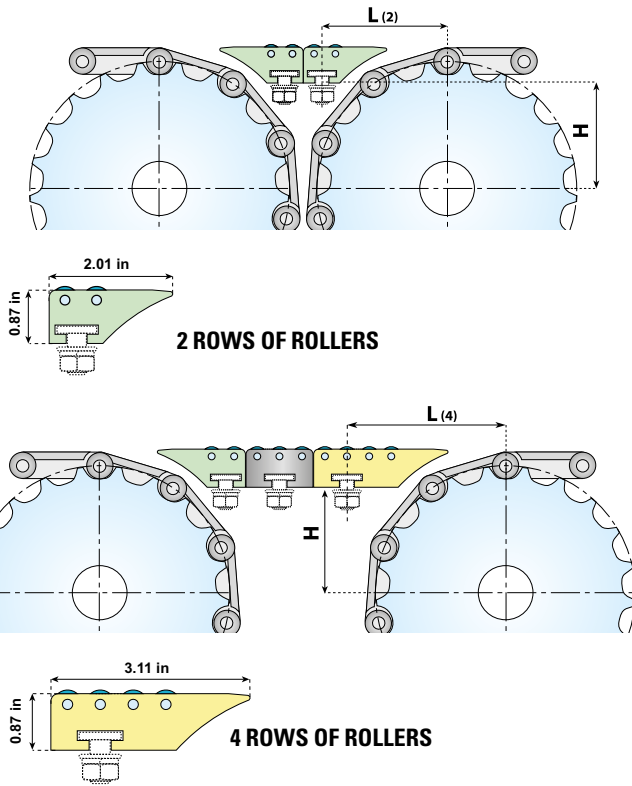 L (2)
H
2.01 in
0.87 in
2 ROWS OF ROLLERS
L (4)
H
3.11 in
0.87 in
4 ROWS OF ROLLERS